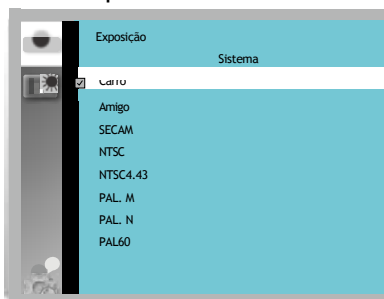 Exposição
Sistema
Carro
Amigo
SECAM
NTSC
NTSC4.43
PAL. M
PAL. N
PAL60